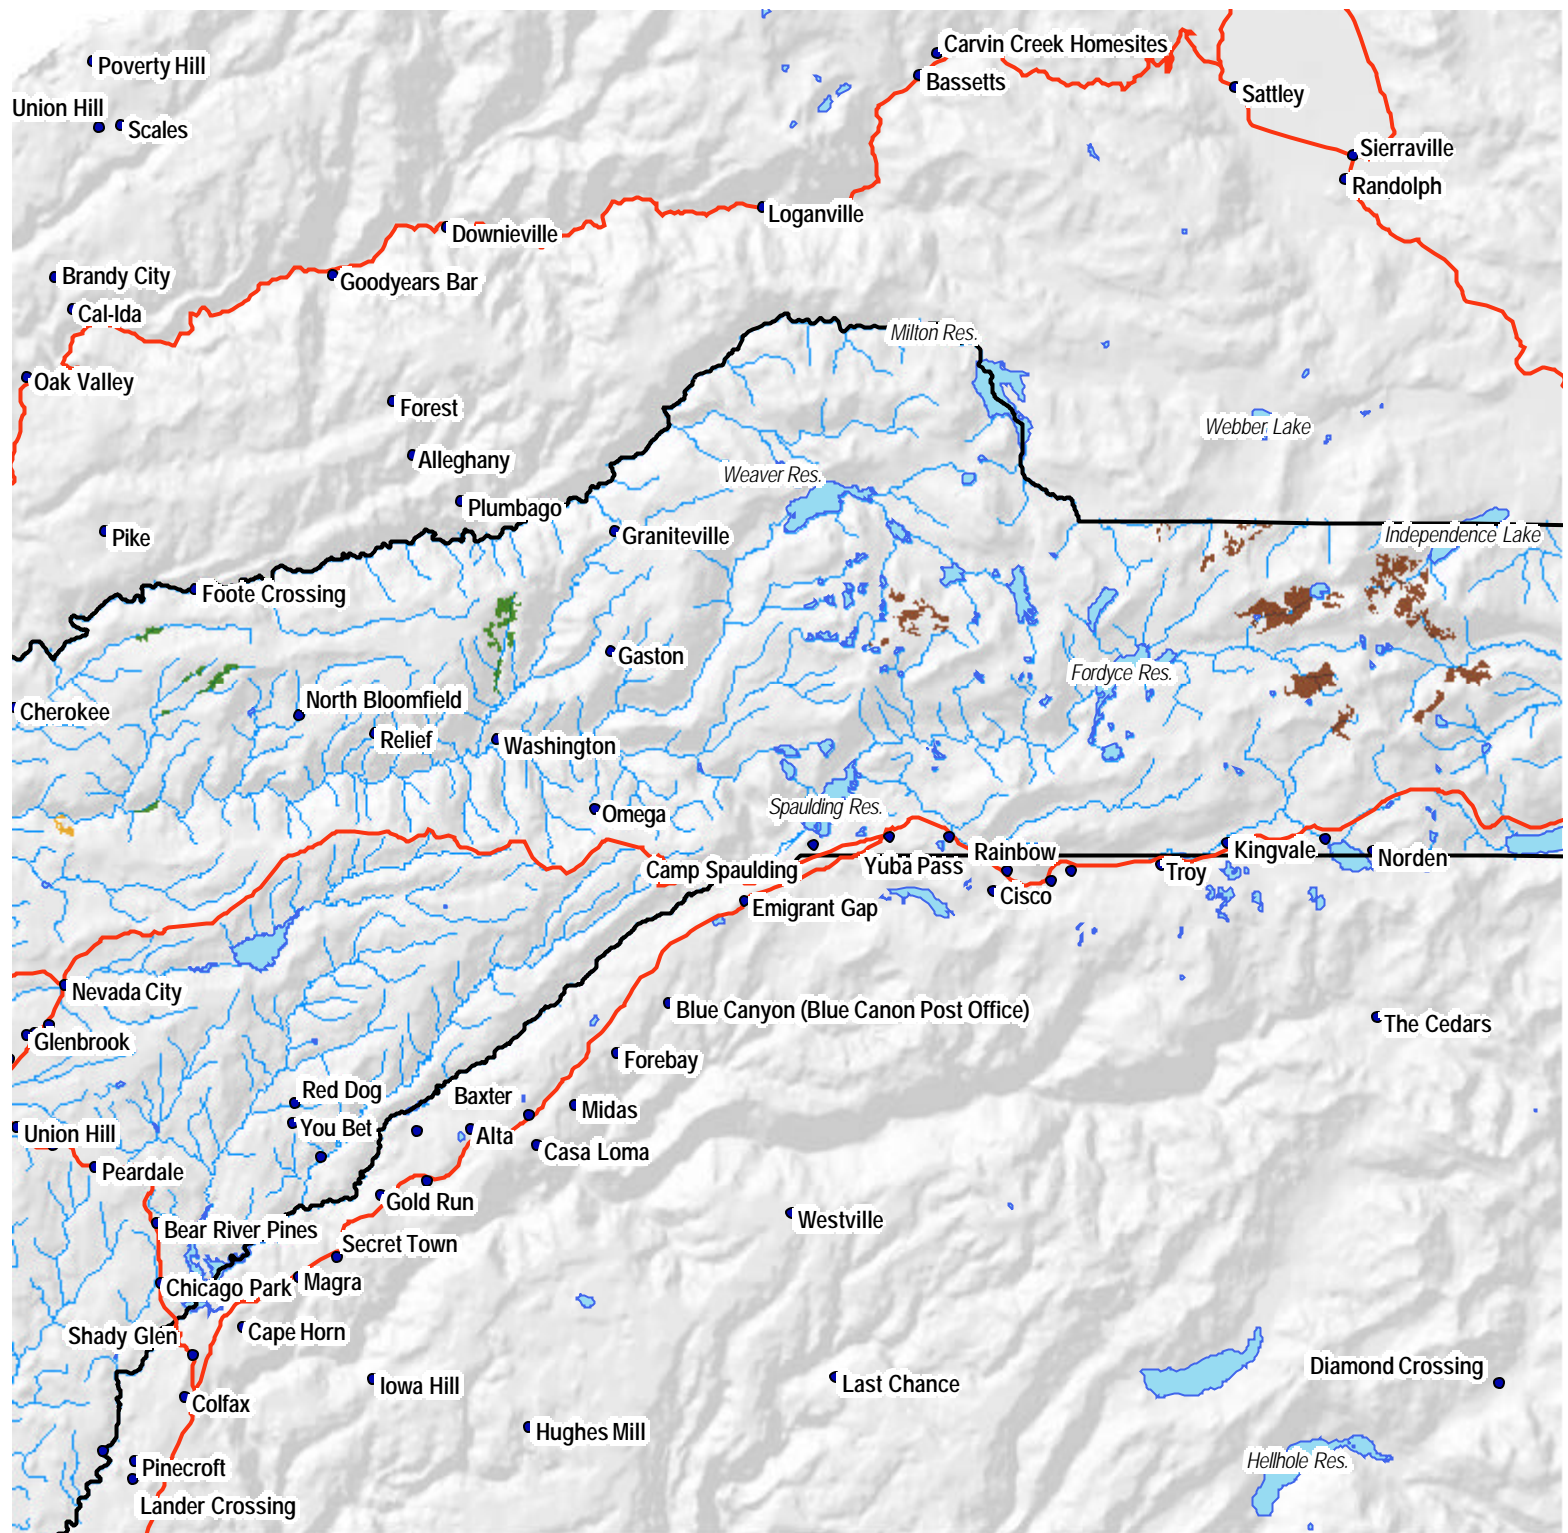 Carvin Creek Homesites
Poverty Hill
Bassetts
Sattley
Union Hill
Scales
Sierraville
Randolph
Loganville
Downieville
Brandy City
Goodyears Bar
Cal-Ida
Milton Res.
Oak Valley
Forest
Webber Lake
Alleghany
Weaver Res.
Plumbago
Pike
Graniteville
Independence Lake
Foote Crossing
Gaston
Fordyce Res.
North Bloomfield
Cherokee
Relief
Washington
Spaulding Res.
Omega
Rainbow
Kingvale
Norden
Camp Spaulding
Yuba Pass
Troy
Cisco
Emigrant Gap
Nevada City
Blue Canyon (Blue Canon Post Office)
The Cedars
Glenbrook
Forebay
Red Dog
Baxter
Midas
You Bet
Union Hill
Alta
Casa Loma
Peardale
Gold Run
Westville
Bear River Pines
Secret Town
Chicago Park
Magra
Shady Glen
Cape Horn
Diamond Crossing
Iowa Hill
Last Chance
Colfax
Hughes Mill
Hellhole Res.
Pinecroft
Lander Crossing